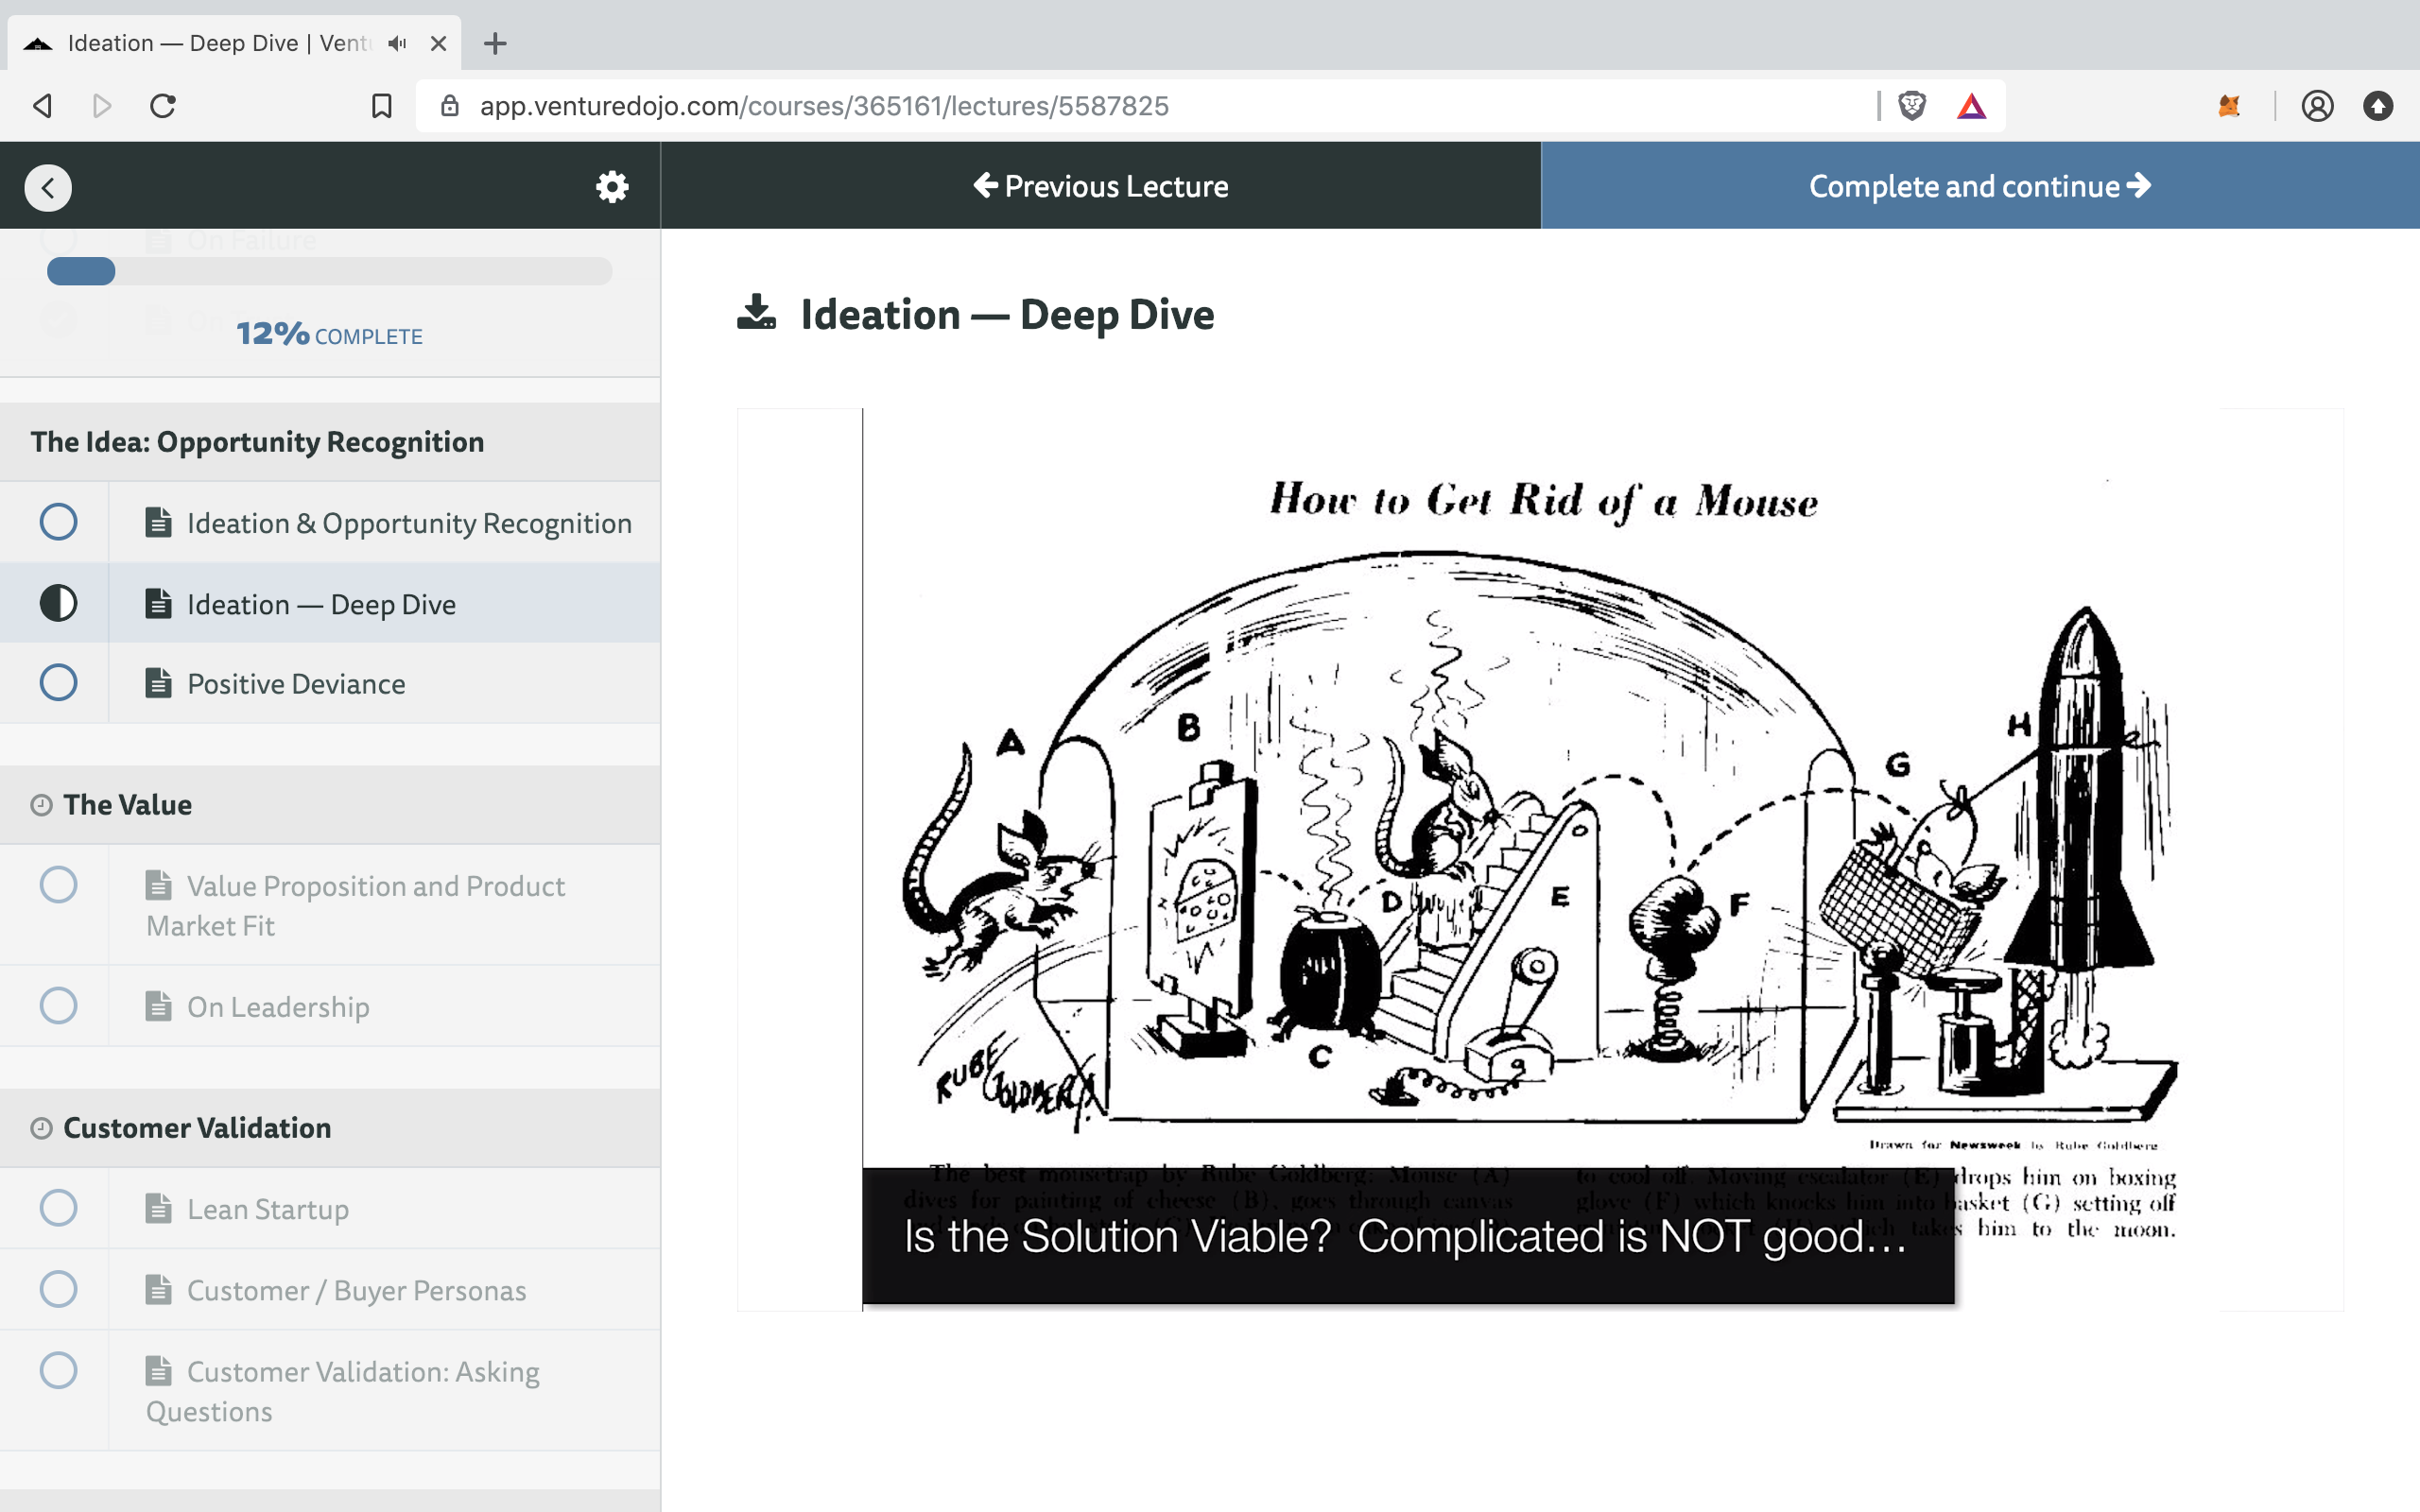 Ideation — Deep Dive | Vent
app.venturedojo.com/courses/365161/lectures/5587825
Previous Lecture
Complete and continue
On Failure
12% COMPLETE
The Idea: Opportunity Recognition
Ideation & Opportunity Recognition
Ideation — Deep Dive
Positive Deviance
The Value
Value Proposition and Product
Market Fit
On Leadership
Customer Validation
Lean Startup
Customer / Buyer Personas
Customer Validation: Asking
Questions
Ideation — Deep Dive
How to Get Rid of a Mouse
A
B
C
D
E
F
G
H
RUBE
GOLDBERG
Drawn for Newsweek by Rube Goldberg
The best mousetrap by Rube Goldberg: Mouse (A)
dives for painting of cheese (B), goes through canvas
to cool off. Moving escalator (E) drops him on boxing
glove (F) which knocks him into basket (G) setting off
which takes him to the moon.
Is the Solution Viable? Complicated is NOT good...